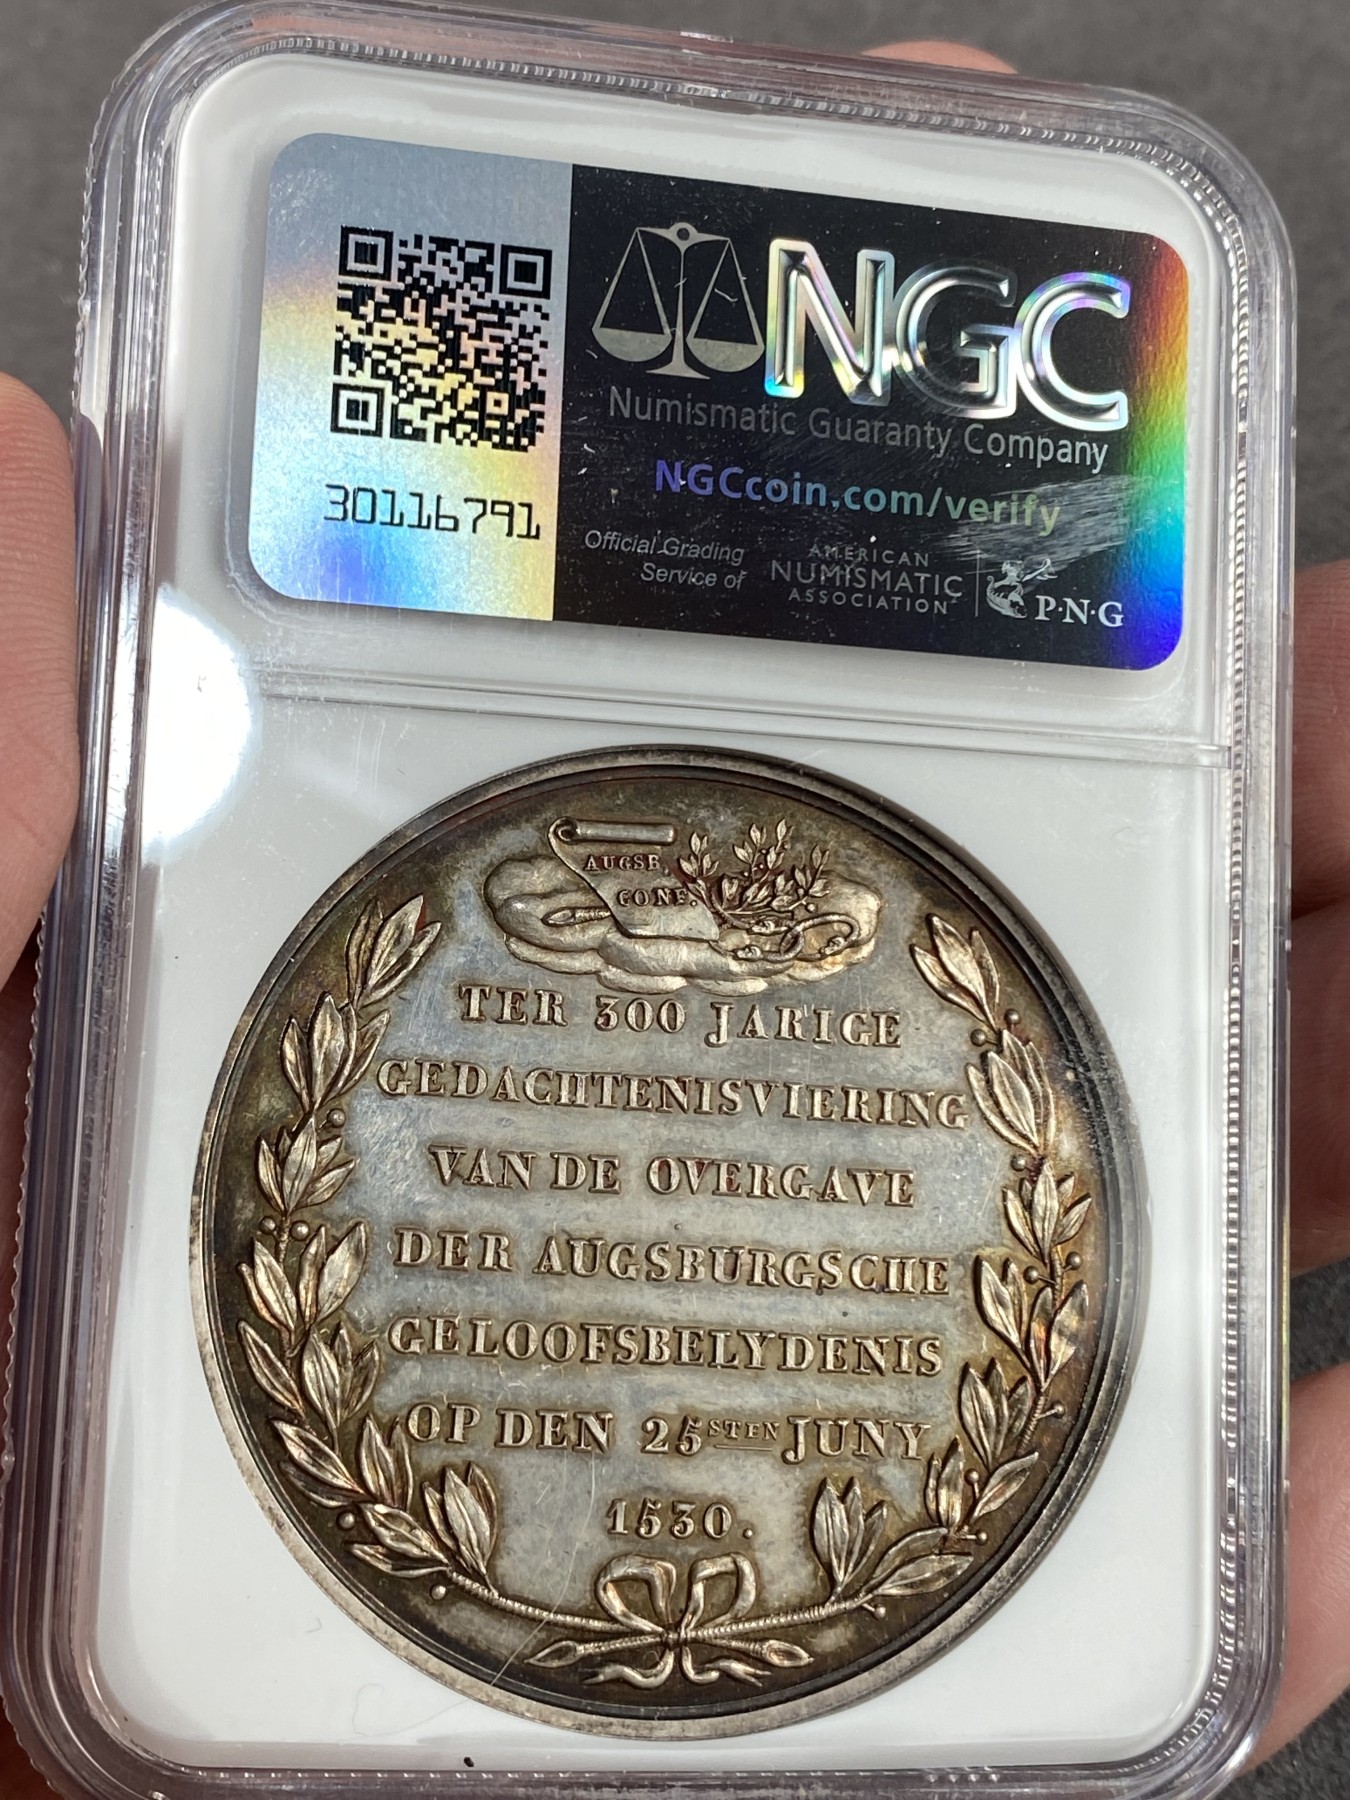 NGC
Numismatic Guaranty Company
NGCcoin.com/verify
30116791
Official Grading
Service of
AMERICAN
NUMISMATIC
ASSOCIATION
P·N·G
AUGSB.
CONF.
TER 300 JARIGE
GEDACHTENISVIERING
VAN DE OVERGAVE
DER AUGSBURGSCHE
GELOOFSBELYDENIS
OP DEN 25STEN JUNY
1530.